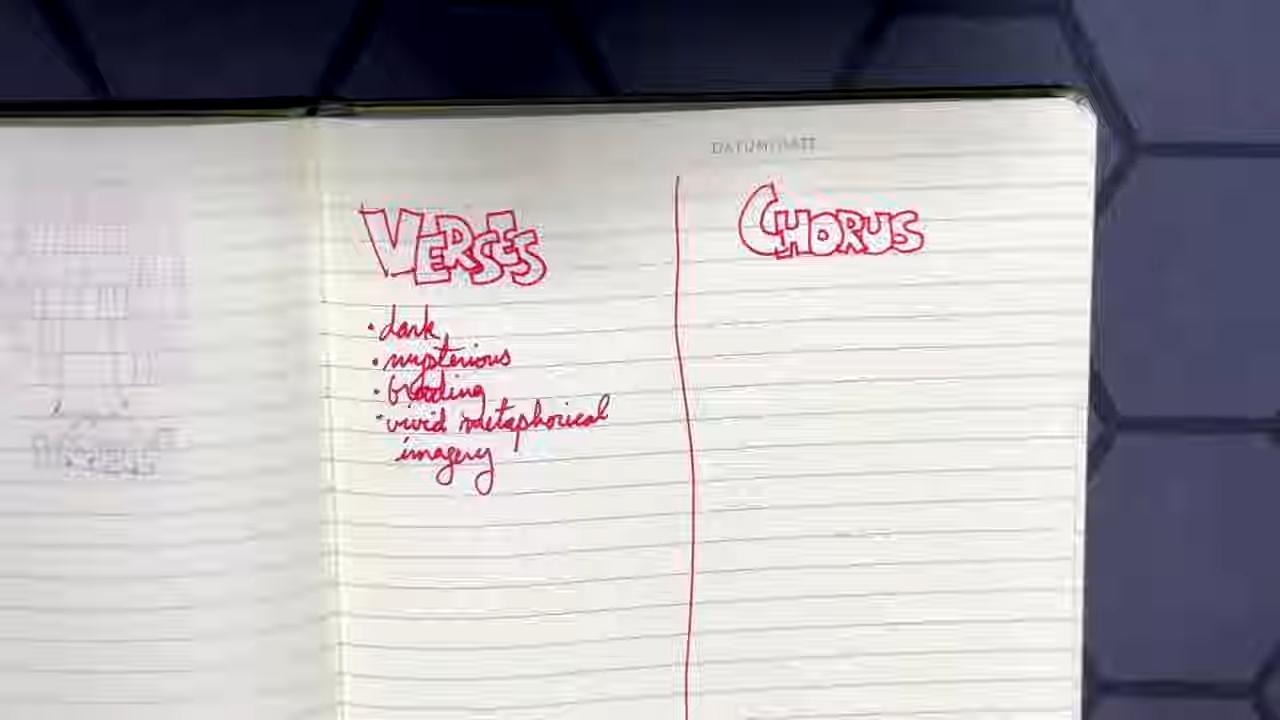 DATUM/DATE
VERSES
CHORUS
• dark
• mysterious
• brooding
• vivid metaphorical
imagery